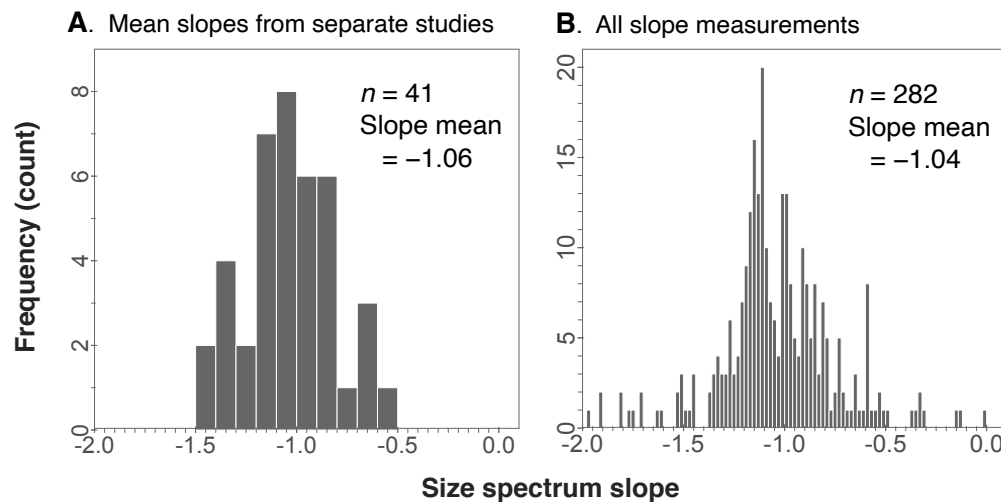 A. Mean slopes from separate studies
n = 41
Slope mean
= −1.06
8
6
4
2
0
-2.0 -1.5 -1.0 -0.5 0.0
B. All slope measurements
n = 282
Slope mean
= −1.04
20
15
10
5
0
-2.0 -1.5 -1.0 -0.5 0.0
Frequency (count)
Size spectrum slope